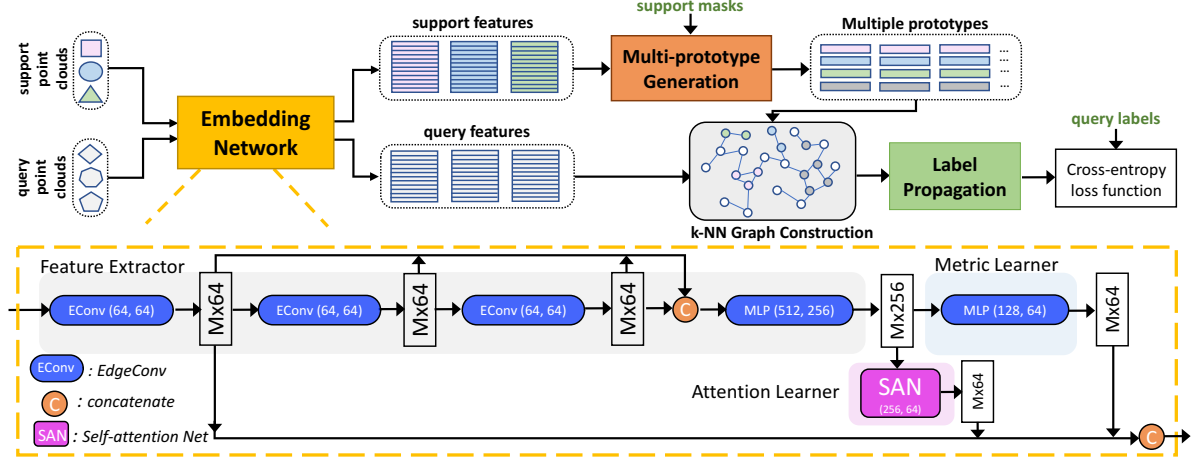 support masks
support features
Multiple prototypes
support
point
clouds
Multi-prototype
Generation
...
...
...
...
Embedding
Network
query features
query labels
query
point
clouds
Label
Propagation
Cross-entropy
loss function
k-NN Graph Construction
Feature Extractor
Metric Learner
EConv (64, 64)
Mx64
EConv (64, 64)
Mx64
EConv (64, 64)
Mx64
C
MLP (512, 256)
Mx256
MLP (128, 64)
Mx64
EConv : EdgeConv
C : concatenate
SAN : Self-attention Net
Attention Learner
SAN
(256, 64)
Mx64
C